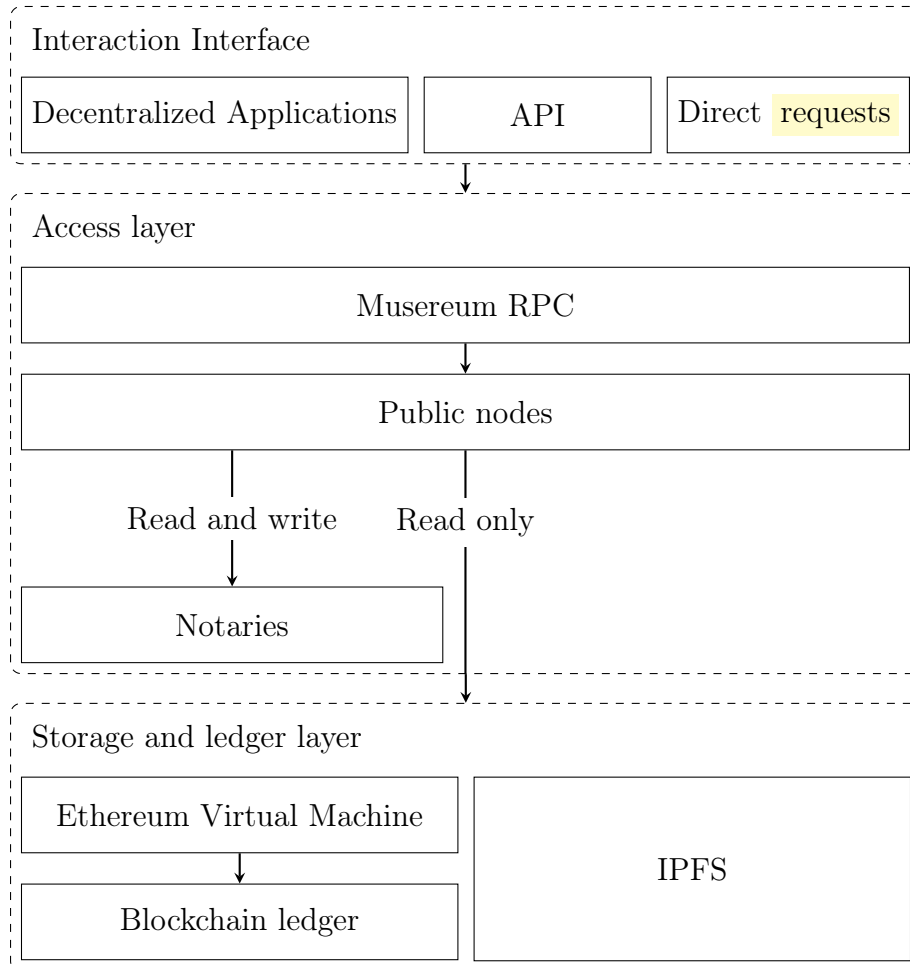 Interaction Interface
Decentralized Applications
API
Direct requests
Access layer
Musereum RPC
Public nodes
Read and write
Read only
Notaries
Storage and ledger layer
Ethereum Virtual Machine
IPFS
Blockchain ledger